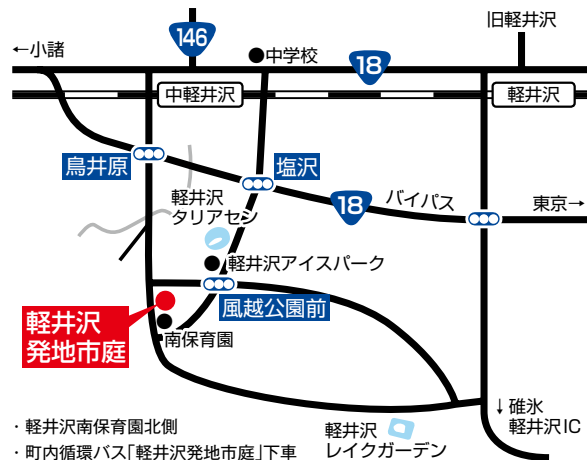 146
旧軽井沢
←小諸
中学校
18
中軽井沢
軽井沢
鳥井原
塩沢
軽井沢
タリアセン
18
バイパス
東京→
軽井沢アイスパーク
風越公園前
軽井沢
発地市庭
南保育園
↓碓氷
軽井沢IC
・軽井沢南保育園北側
・町内循環バス｢軽井沢発地市庭｣下車
軽井沢
レイクガーデン